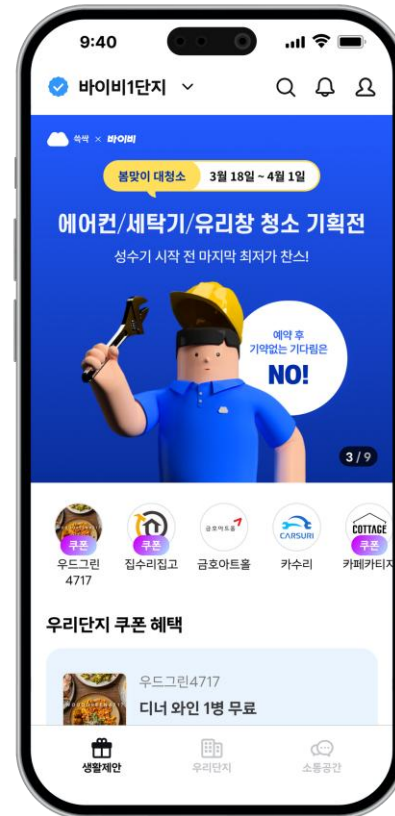 9:40
바이비1단지
쓱싹 × 바이비
봄맞이 대청소 3월 18일 ~ 4월 1일
에어컨/세탁기/유리창 청소 기획전
성수기 시작 전 마지막 최저가 찬스!
예약 후
기약없는 기다림은
NO!
3 / 9
쿠폰
우드그린
4717
쿠폰
집수리집고
금호아트홀
금호아트홀
CARSURI
카수리
COTTAGE
쿠폰
카페카티지
우리단지 쿠폰 혜택
우드그린4717
디너 와인 1병 무료
생활제안
우리단지
소통공간